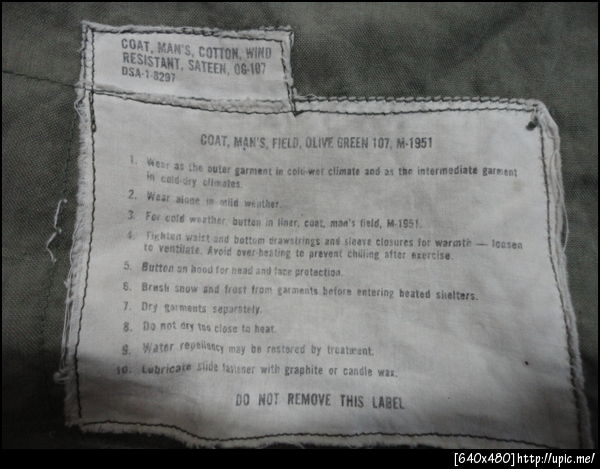 COAT, MAN'S, COTTON, WIND
RESISTANT, SATEEN, OG-107
DSA-1-8297
COAT, MAN'S, FIELD, OLIVE GREEN 107, M-1951
1. Wear as the outer garment in cold-wet climate and as the intermediate garment
in cold-dry climates.
2. Wear alone in mild weather.
3. For cold weather, button in liner, coat, man's field, M-1951.
4. Tighten waist and bottom drawstrings and sleeve closures for warmth — loosen
to ventilate. Avoid over-heating to prevent chilling after exercise.
5. Button on hood for head and face protection.
6. Brush snow and frost from garments before entering heated shelters.
7. Dry garments separately.
8. Do not dry too close to heat.
9. Water repellancy may be restored by treatment.
10. Lubricate slide fastener with graphite or candle wax.
DO NOT REMOVE THIS LABEL
[640x480]http://upic.me/